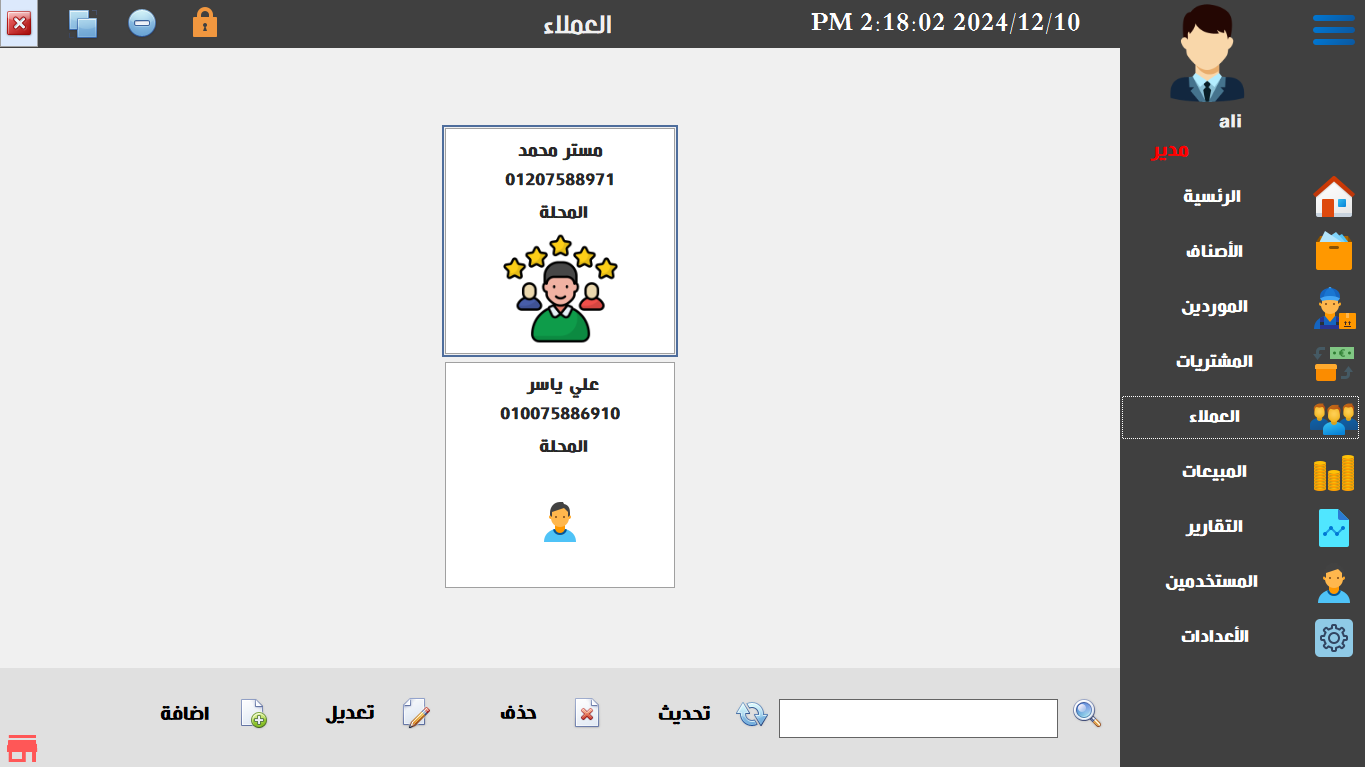 العملاء
PM 2:18:02 2024/12/10
ali
مدير
الرئسية
الأصناف
الموردين
المشتريات
العملاء
المبيعات
التقارير
المستخدمين
الأعدادات
مستر محمد
01207588971
المحلة
علي ياسر
010075886910
المحلة
تحديث
حذف
تعديل
اضافة